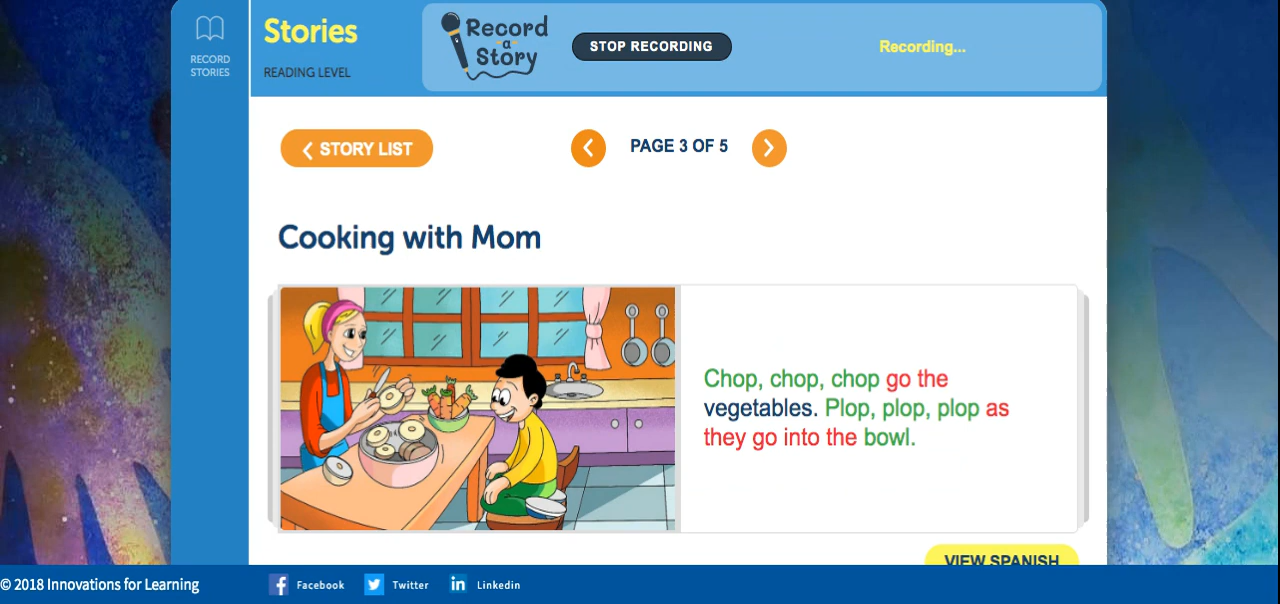 RECORD
STORIES
Stories
READING LEVEL
Record
a
Story
STOP RECORDING
Recording...
STORY LIST
PAGE 3 OF 5
Cooking with Mom
Chop, chop, chop go the
vegetables. Plop, plop, plop as
they go into the bowl.
VIEW SPANISH
© 2018 Innovations for Learning
Facebook
Twitter
Linkedin